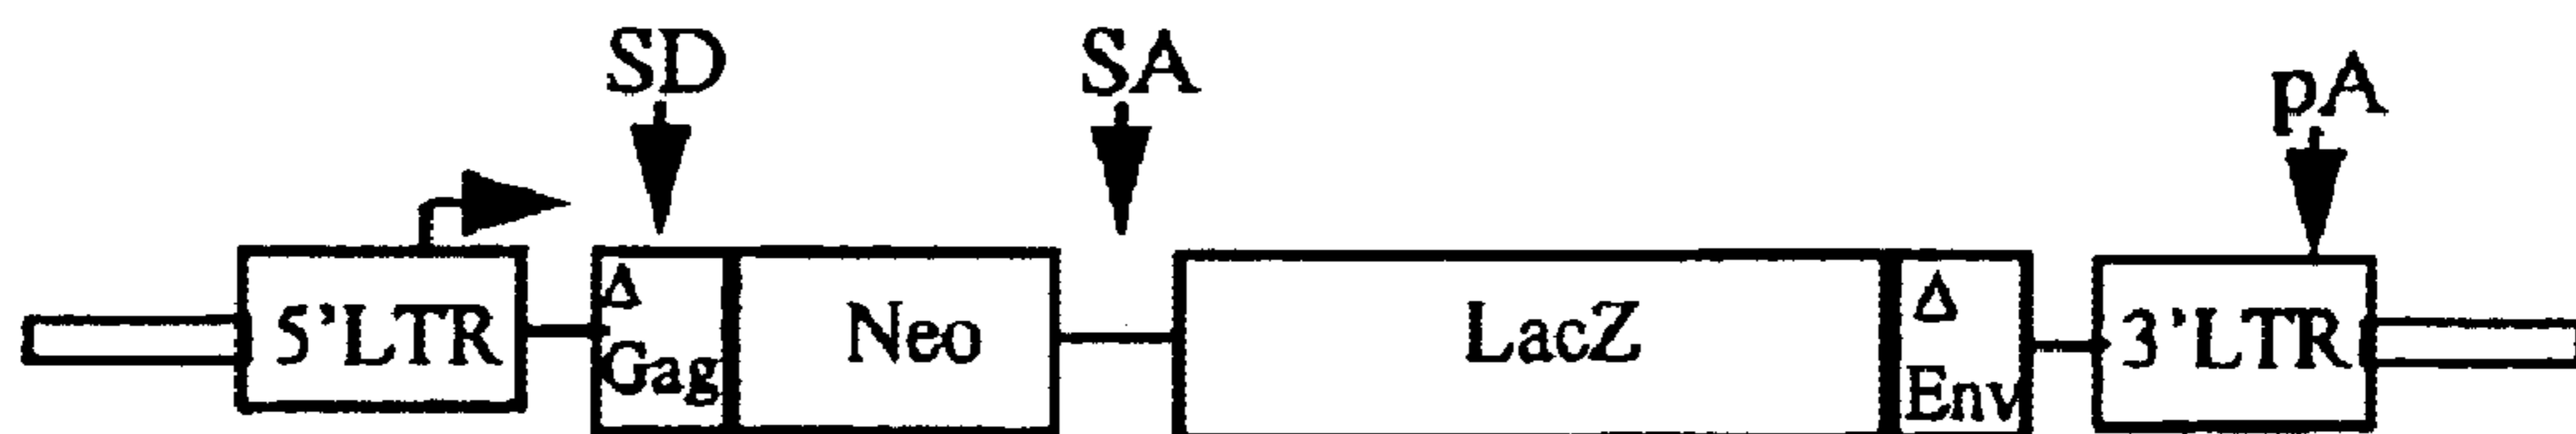 SD
SA
pA
5'LTR
Δ
Gag
Neo
LacZ
Δ
Env
3'LTR